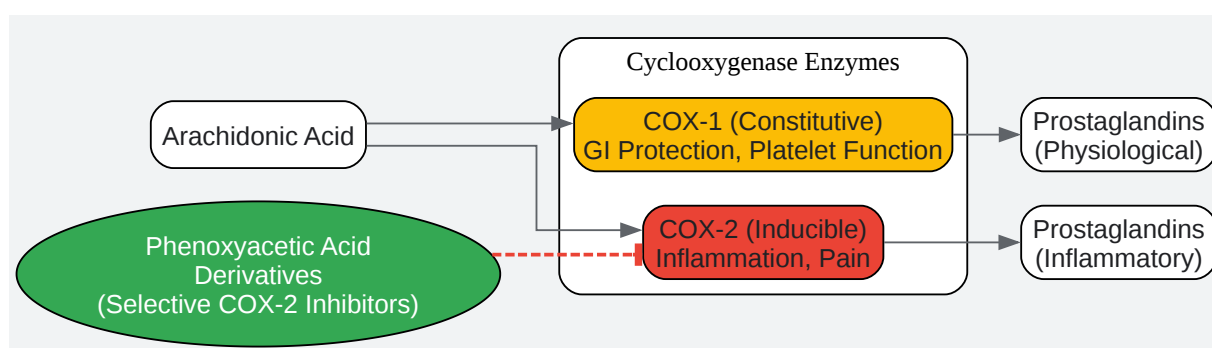 Cyclooxygenase Enzymes
Arachidonic Acid
COX-1 (Constitutive)
GI Protection, Platelet Function
Prostaglandins
(Physiological)
Phenoxyacetic Acid
Derivatives
(Selective COX-2 Inhibitors)
COX-2 (Inducible)
Inflammation, Pain
Prostaglandins
(Inflammatory)